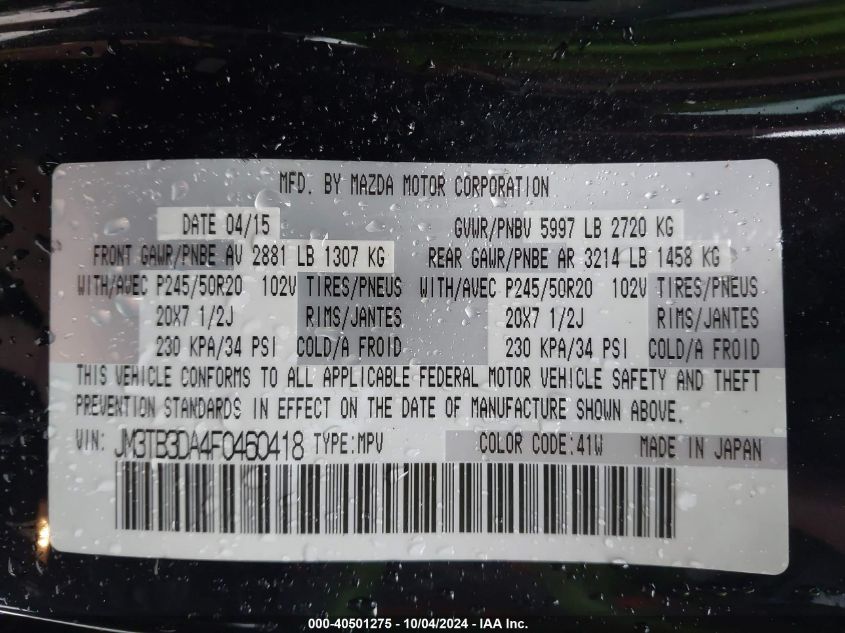 MFD. BY MAZDA MOTOR CORPORATION
DATE 04/15 GVWR/PNBV 5997 LB 2720 KG
FRONT GAWR/PNBE AV 2881 LB 1307 KG REAR GAWR/PNBE AR 3214 LB 1458 KG
WITH/AVEC P245/50R20 102V TIRES/PNEUS WITH/AVEC P245/50R20 102V TIRES/PNEUS
20X7 1/2J RIMS/JANTES 20X7 1/2J RIMS/JANTES
230 KPA/34 PSI COLD/A FROID 230 KPA/34 PSI COLD/A FROID
THIS VEHICLE CONFORMS TO ALL APPLICABLE FEDERAL MOTOR VEHICLE SAFETY AND THEFT
PREVENTION STANDARDS IN EFFECT ON THE DATE OF MANUFACTURE SHOWN ABOVE.
VIN: JM3TB3DA4F0460418 TYPE:MPV COLOR CODE:41W MADE IN JAPAN
000-40501275 - 10/04/2024 - IAA Inc.